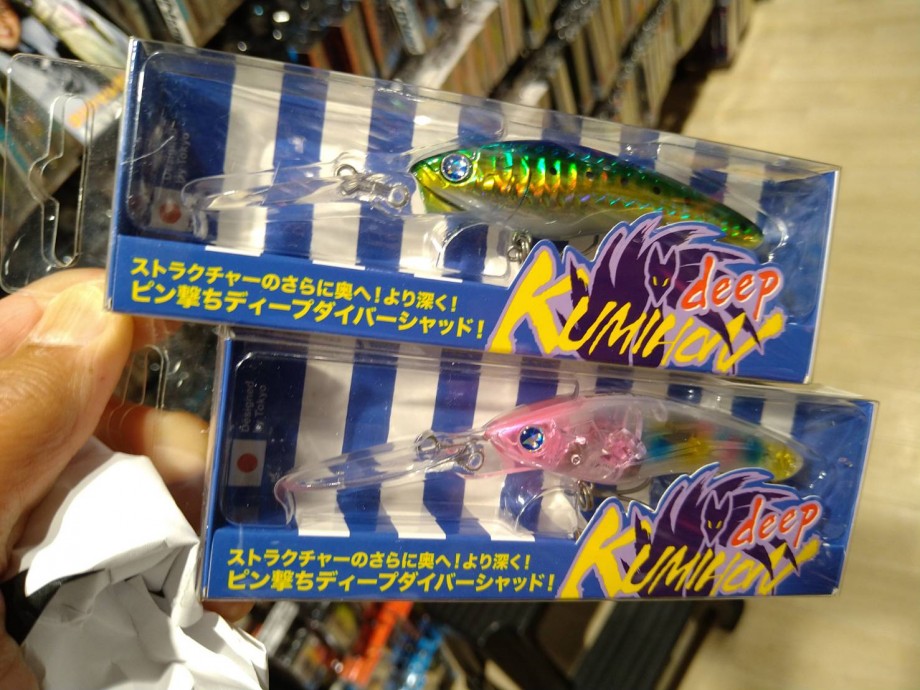 ストラクチャーのさらに奥へ!より深く!
ピン撃ちディープダイバーシャッド!
deep
KUMIHON
Designed
by Tokyo
ストラクチャーのさらに奥へ!より深く!
ピン撃ちディープダイバーシャッド!
deep
KUMIHON